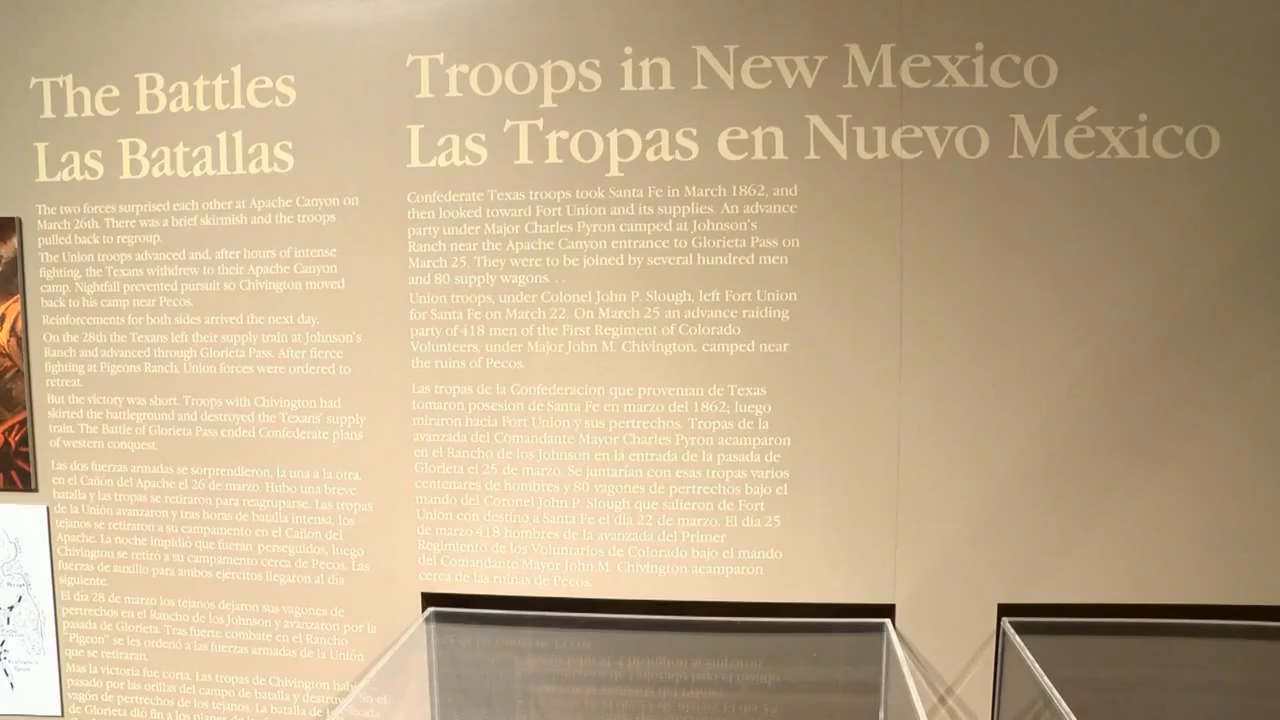 The Battles
Las Batallas
The two forces surprised each other at Apache Canyon on
March 26th. There was a brief skirmish and the troops
pulled back to regroup.
The Union troops advanced and, after hours of intense
fighting, the Texans withdrew to their Apache Canyon
camp. Nightfall prevented pursuit so Chivington moved
back to his camp near Pecos.
Reinforcements for both sides arrived the next day.
On the 28th the Texans left their supply train at Johnson's
Ranch and advanced through Glorieta Pass. After fierce
fighting at Pigeons Ranch, Union forces were ordered to
retreat.
But the victory was short. Troops with Chivington had
skirted the battleground and destroyed the Texans' supply
train. The Battle of Glorieta Pass ended Confederate plans
of western conquest.
Las dos fuerzas armadas se sorprendieron, la una a la otra,
en el Cañón del Apache el 26 de marzo. Hubo una breve
batalla y las tropas se retiraron para reagruparse. Las tropas
de la Unión avanzaron y tras horas de batalla intensa, los
tejanos se retiraron a su campamento en el Cañón del
Apache. La noche impidió que fueran perseguidos, luego
Chivington se retiró a su campamento cerca de Pecos. Las
fuerzas de auxilio para ambos ejércitos llegaron al día
siguiente.
El día 28 de marzo los tejanos dejaron sus vagones de
pertrechos en el Rancho de los Johnson y avanzaron por la
pasada de Glorieta. Tras fuerte combate en el Rancho
"Pigeon" se les ordenó a las fuerzas armadas de la Unión
que se retiraran.
Mas la victoria fue corta. Las tropas de Chivington
pasado por las orillas del campo de batalla y en el
vagón de pertrechos de los tejanos. La batalla de
de Glorieta dió fin a los planes
Troops in New Mexico
Las Tropas en Nuevo México
Confederate Texas troops took Santa Fe in March 1862, and
then looked toward Fort Union and its supplies. An advance
party under Major Charles Pyron camped at Johnson's
Ranch near the Apache Canyon entrance to Glorieta Pass on
March 25. They were to be joined by several hundred men
and 80 supply wagons. . .
Union troops, under Colonel John P. Slough, left Fort Union
for Santa Fe on March 22. On March 25 an advance raiding
party of 418 men of the First Regiment of Colorado
Volunteers, under Major John M. Chivington, camped near
the ruins of Pecos.
Las tropas de la Confederacion que provenían de Texas
tomaron posesion de Santa Fe en marzo del 1862; luego
miraron hacia Fort Union y sus pertrechos. Tropas de la
avanzada del Comandante Mayor Charles Pyron acamparon
en el Rancho de los Johnson en la entrada de la pasada de
Glorieta el 25 de marzo. Se juntarían con esas tropas varios
centenares de hombres y 80 vagones de pertrechos bajo el
mando del Coronel John P. Slough que salieron de Fort
Union con destino á Santa Fe el día 22 de marzo. El día 25
de marzo 418 hombres de la avanzada del Primer
Regimiento de los Voluntarios de Colorado bajo el mando
del Comandante Mayor John M. Chivington acamparon
cerca de las ruinas de Pecos.